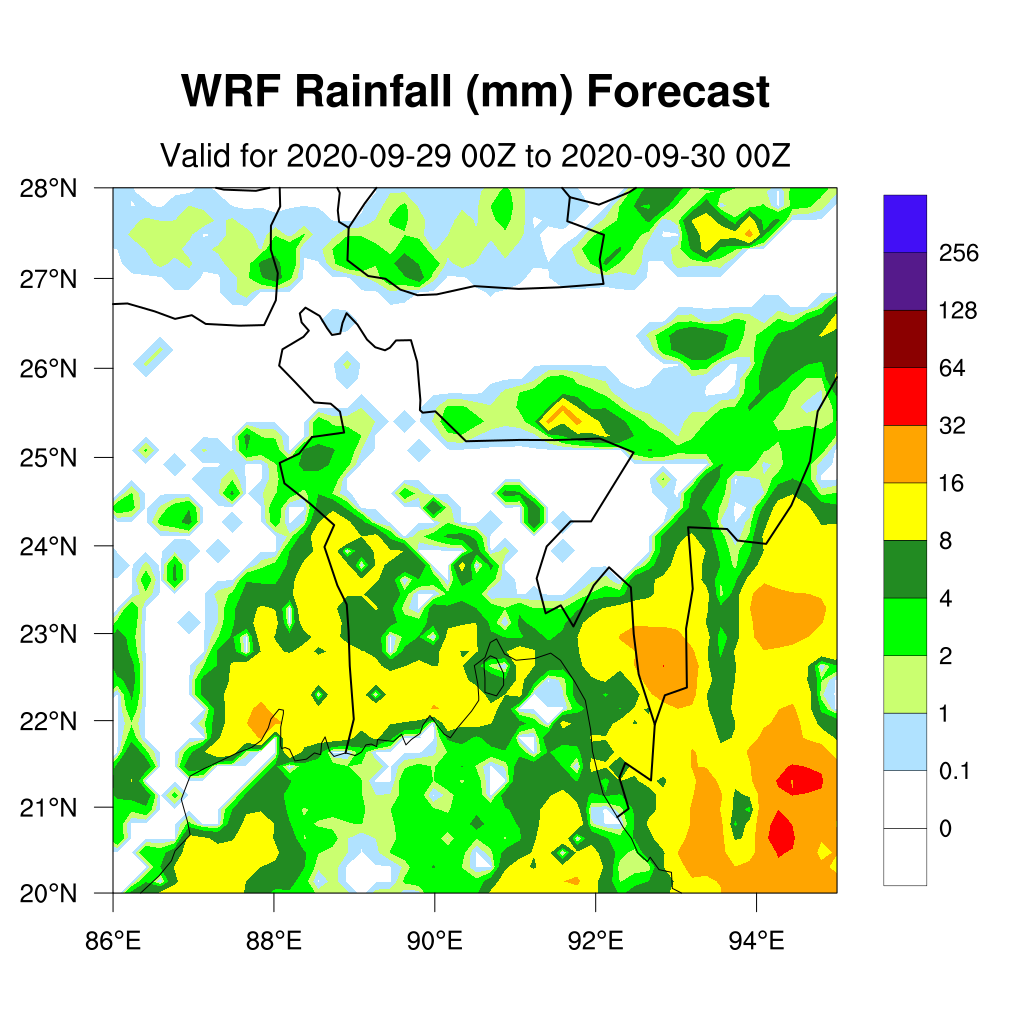 WRF Rainfall (mm) Forecast
Valid for 2020-09-29 00Z to 2020-09-30 00Z
28°N
27°N
26°N
25°N
24°N
23°N
22°N
21°N
20°N
86°E 88°E 90°E 92°E 94°E
256
128
64
32
16
8
4
2
1
0.1
0